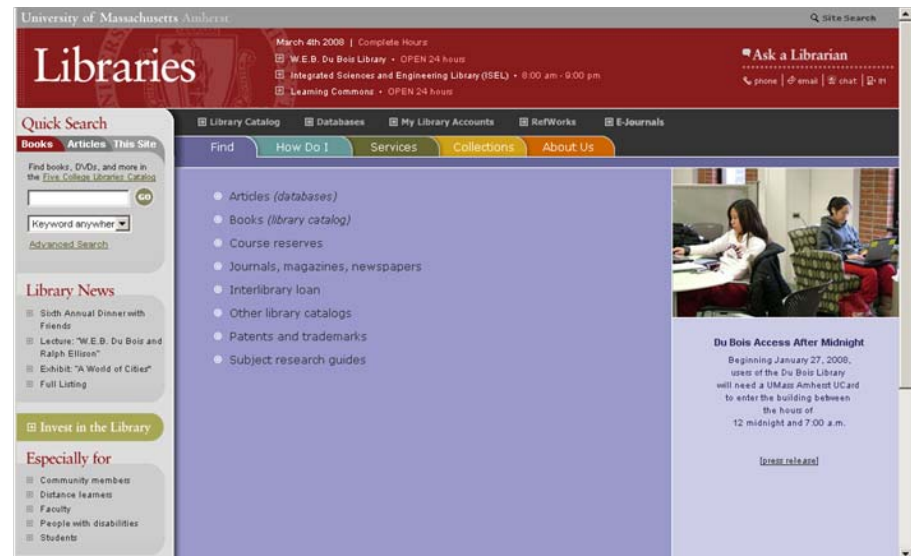 University of Massachusetts Amherst
Site Search
Libraries
March 4th 2008 | Complete Hours
W.E.B. Du Bois Library • OPEN 24 hours
Integrated Sciences and Engineering Library (ISEL) • 8:00 am - 9:00 pm
Learning Commons • OPEN 24 hours
Ask a Librarian
phone | email | chat | im
Quick Search
Books Articles This Site
Find books, DVDs, and more in
the Five College Libraries Catalog
GO
Keyword anywher
Advanced Search
Library News
Sixth Annual Dinner with
Friends
Lecture: "W.E.B. Du Bois and
Ralph Ellison"
Exhibit: "A World of Cities"
Full Listing
Invest in the Library
Especially for
Community members
Distance learners
Faculty
People with disabilities
Students
Library Catalog Databases My Library Accounts RefWorks E-Journals
Find How Do I Services Collections About Us
Articles (databases)
Books (library catalog)
Course reserves
Journals, magazines, newspapers
Interlibrary loan
Other library catalogs
Patents and trademarks
Subject research guides
Du Bois Access After Midnight
Beginning January 27, 2008,
users of the Du Bois Library
will need a UMass Amherst UCard
to enter the building between
the hours of
12 midnight and 7:00 a.m.
[press release]